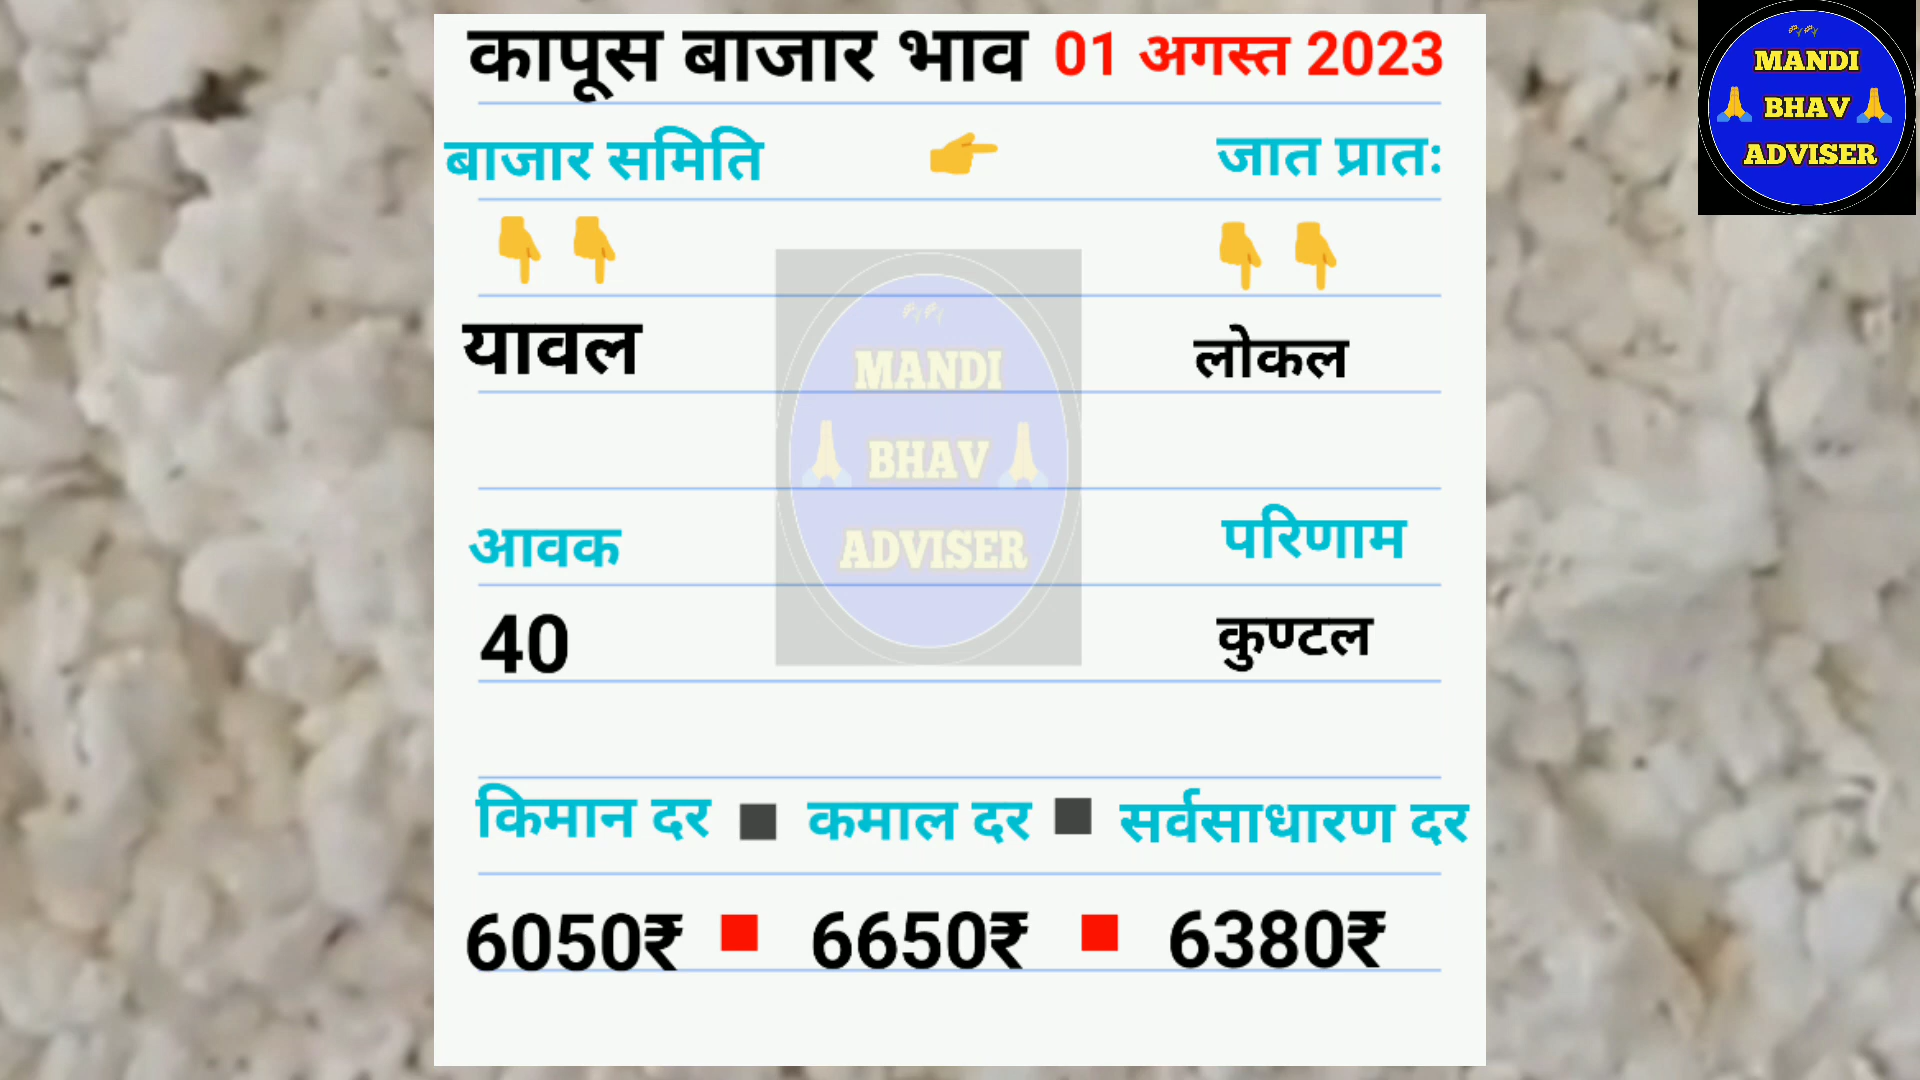 कापूस बाजार भाव 01 अगस्त 2023
MANDI
BHAV
ADVISER
बाजार समिति 👉 जात प्रातः
👇 👇 👇 👇
यावल लोकल
MANDI
BHAV
ADVISER
आवक परिणाम
40 कुण्टल
किमान दर ◼ कमाल दर ◼ सर्वसाधारण दर
6050₹ 🟥 6650₹ 🟥 6380₹